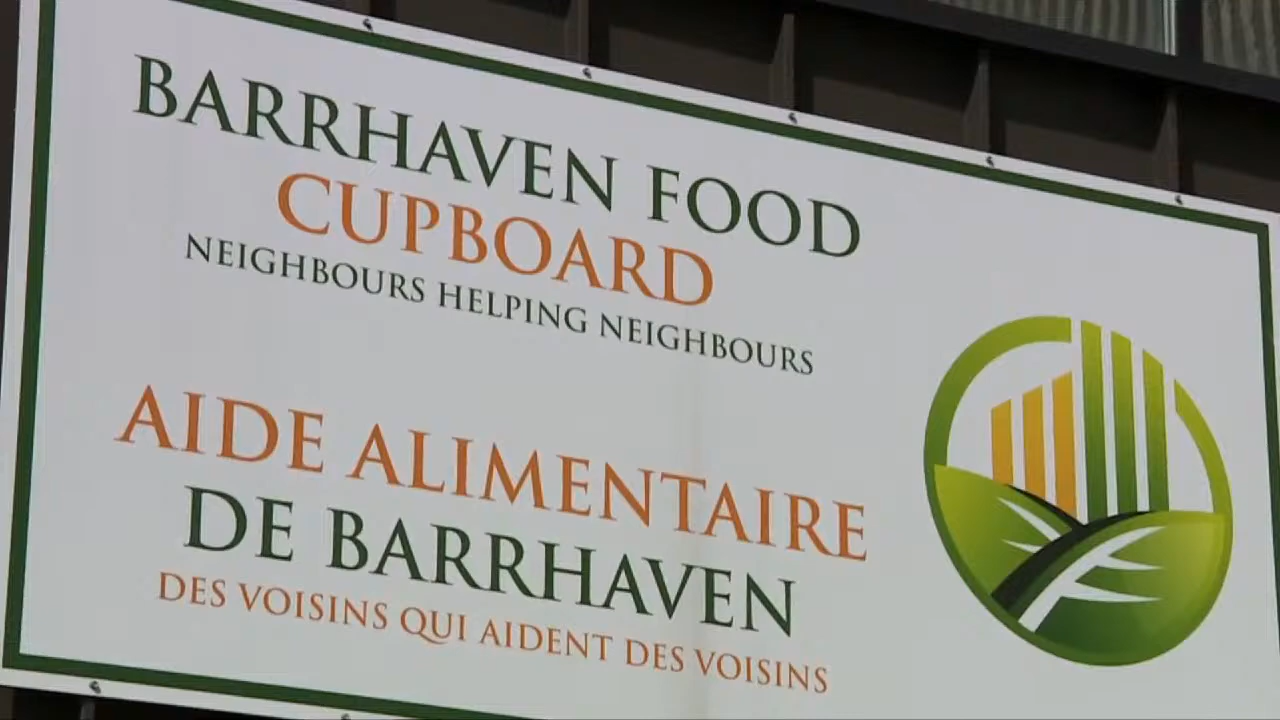 BARRHAVEN FOOD
CUPBOARD
NEIGHBOURS HELPING NEIGHBOURS
AIDE ALIMENTAIRE
DE BARRHAVEN
DES VOISINS QUI AIDENT DES VOISINS